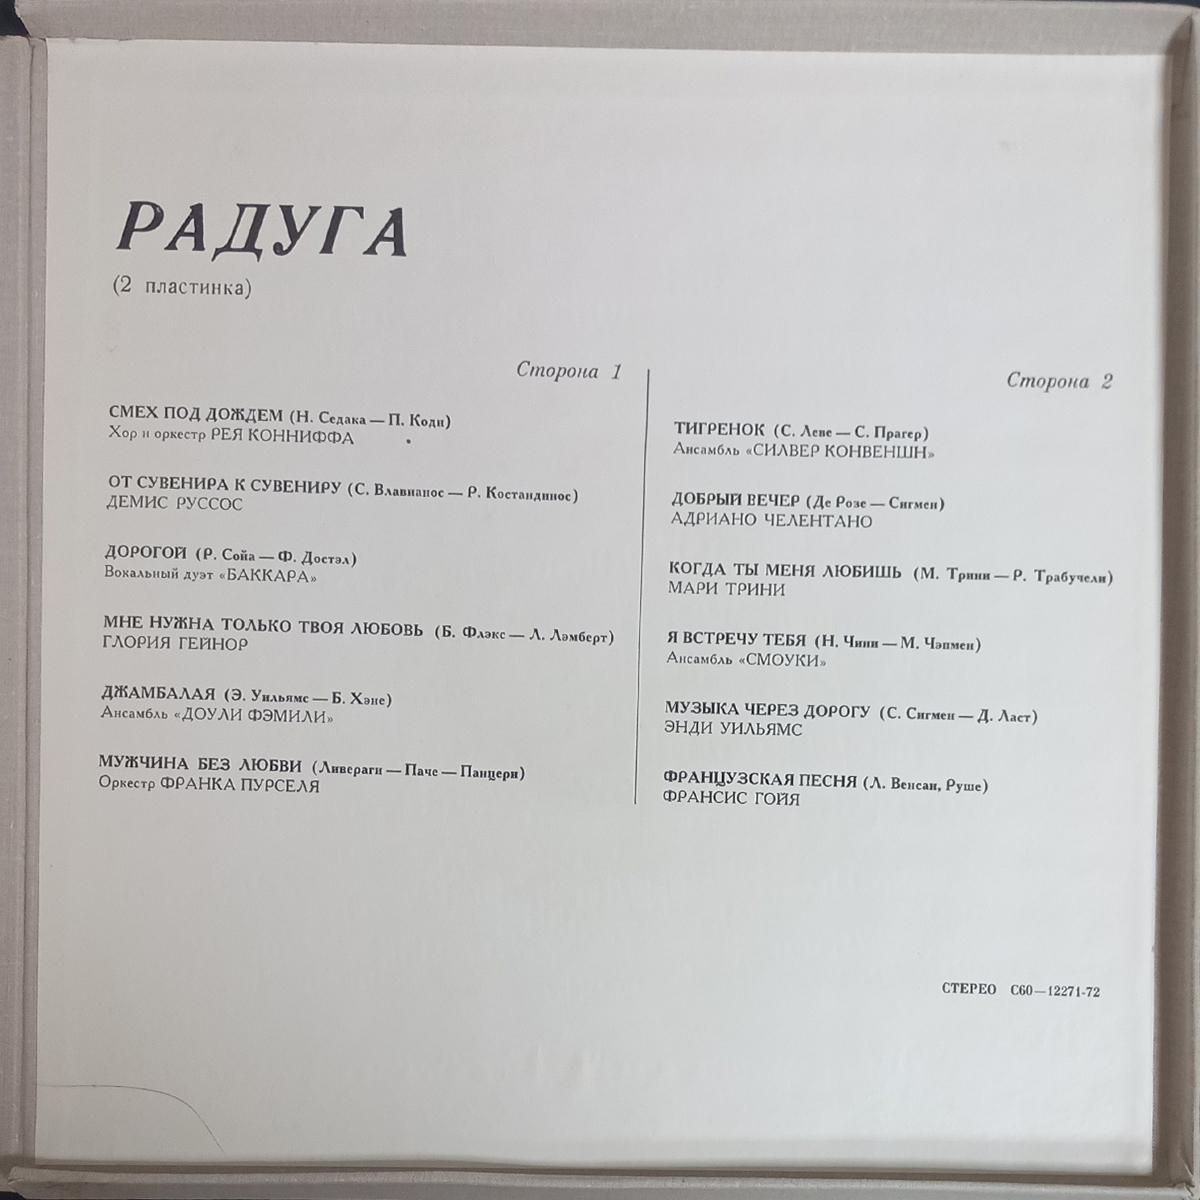 РАДУГА
(2 пластинка)
Сторона 1
СМЕХ ПОД ДОЖДЕМ (Н. Седака — П. Коди)
Хор и оркестр РЕЯ КОННИФФА
ОТ СУВЕНИРА К СУВЕНИРУ (С. Влавианос — Р. Костандинос)
ДЕМИС РУССОС
ДОРОГОЙ (Р. Сойа — Ф. Достэл)
Вокальный дуэт «БАККАРА»
МНЕ НУЖНА ТОЛЬКО ТВОЯ ЛЮБОВЬ (Б. Флэкс — Л. Лэмберт)
ГЛОРИЯ ГЕЙНОР
ДЖАМБАЛАЯ (Э. Уильямс — Б. Хэне)
Ансамбль «ДОУЛИ ФЭМИЛИ»
МУЖЧИНА БЕЗ ЛЮБВИ (Ливераги — Паче — Панцери)
Оркестр ФРАНКА ПУРСЕЛЯ
Сторона 2
ТИГРЕНОК (С. Леве — С. Прагер)
Ансамбль «СИЛВЕР КОНВЕНШН»
ДОБРЫЙ ВЕЧЕР (Де Розе — Сигмен)
АДРИАНО ЧЕЛЕНТАНО
КОГДА ТЫ МЕНЯ ЛЮБИШЬ (М. Трини — Р. Трабучели)
МАРИ ТРИНИ
Я ВСТРЕЧУ ТЕБЯ (Н. Чини — М. Чэпмен)
Ансамбль «СМОУКИ»
МУЗЫКА ЧЕРЕЗ ДОРОГУ (С. Сигмен — Д. Ласт)
ЭНДИ УИЛЬЯМС
ФРАНЦУЗСКАЯ ПЕСНЯ (Л. Венсан, Руше)
ФРАНСИС ГОЙЯ
СТЕРЕО С60—12271-72